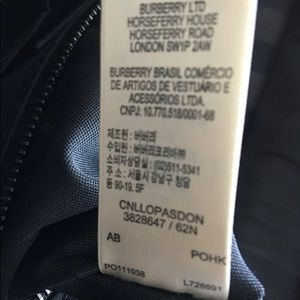 BURBERRY LTD
HORSEFERRY HOUSE
HORSEFERRY ROAD
LONDON SW1P 2AW
BURBERRY BRASIL COMÉRCIO
DE ARTIGOS DE VESTUÁRIO E
ACESSÓRIOS LTDA.
CNPJ: 10.770.518/0001-68
제조원 : 버버리
수입원 : 버버리코리아㈜
소비자상담실: (02)511-5341
주소 : 서울시 강남구 청담
동 90-19. 5F
CNLLOPASDON
3828647 / 62N
AB
POHK
PO111938
L726691